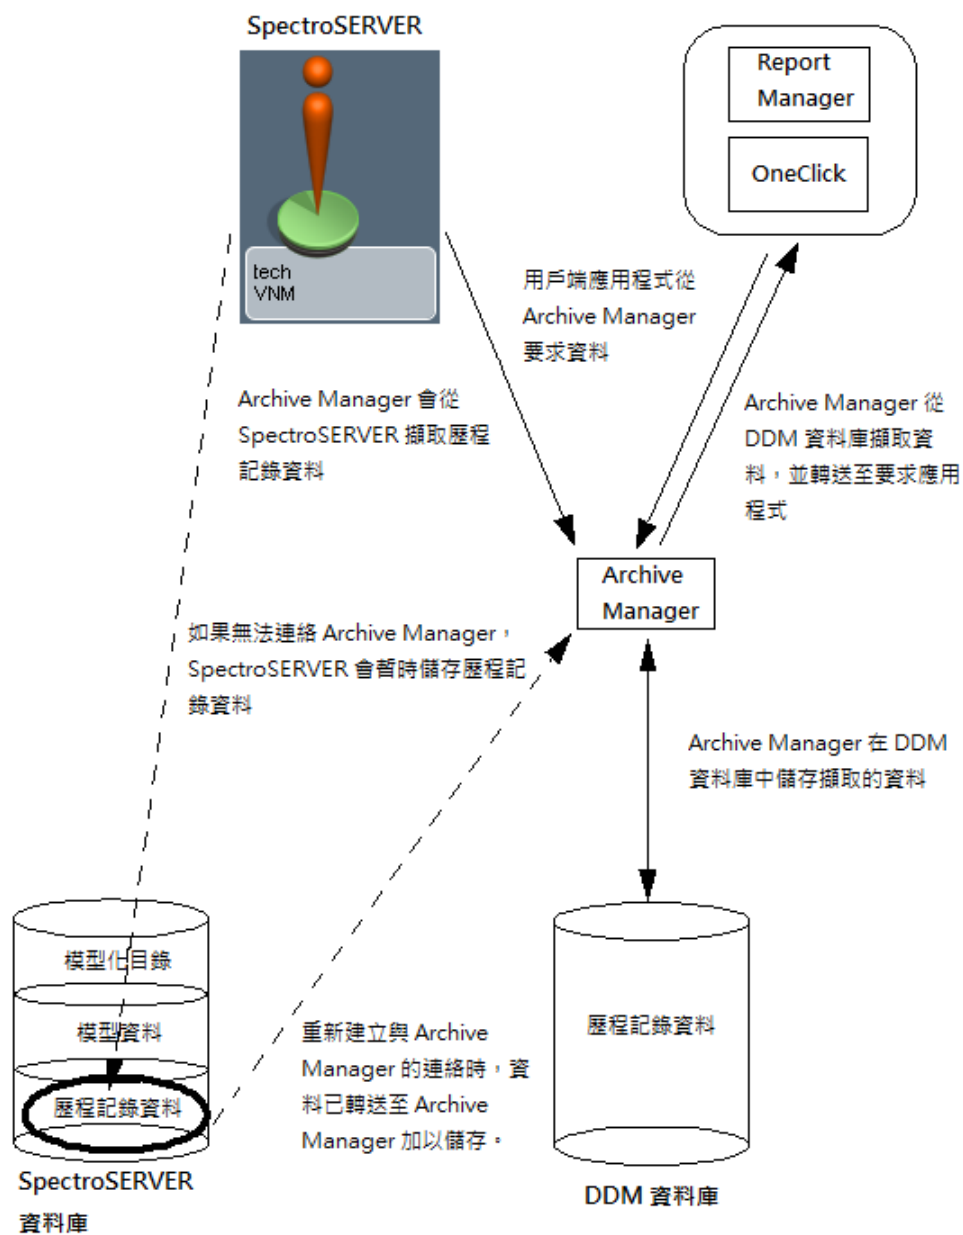 SpectroSERVER
Report
Manager
OneClick
tech
VNM
用戶端應用程式從
Archive Manager
要求資料
Archive Manager 會從
SpectroSERVER 擷取歷程
記錄資料
Archive Manager 從
DDM 資料庫擷取資
料，並轉送至要求應用
程式
Archive
Manager
如果無法連絡 Archive Manager，
SpectroSERVER 會暫時儲存歷程記
錄資料
Archive Manager 在 DDM
資料庫中儲存擷取的資料
模型化目錄
模型資料
歷程記錄資料
歷程記錄資料
重新建立與 Archive
Manager 的連絡時，資
料已轉送至 Archive
Manager 加以儲存。
SpectroSERVER
資料庫
DDM 資料庫